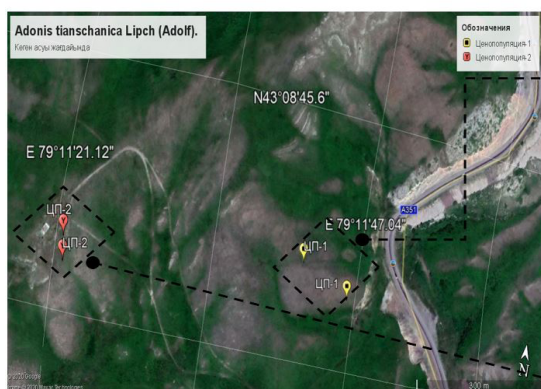 Adonis tianschanica Lipch (Adolf).
Кеген асуы жағдайында
Обозначения
Ценопопуляция-1
Ценопопуляция-2
N43°08'45.6"
E 79°11'21.12"
A351
E 79°11'47.04"
ЦП-2
ЦП-2
ЦП-1
ЦП-1
N
300 m